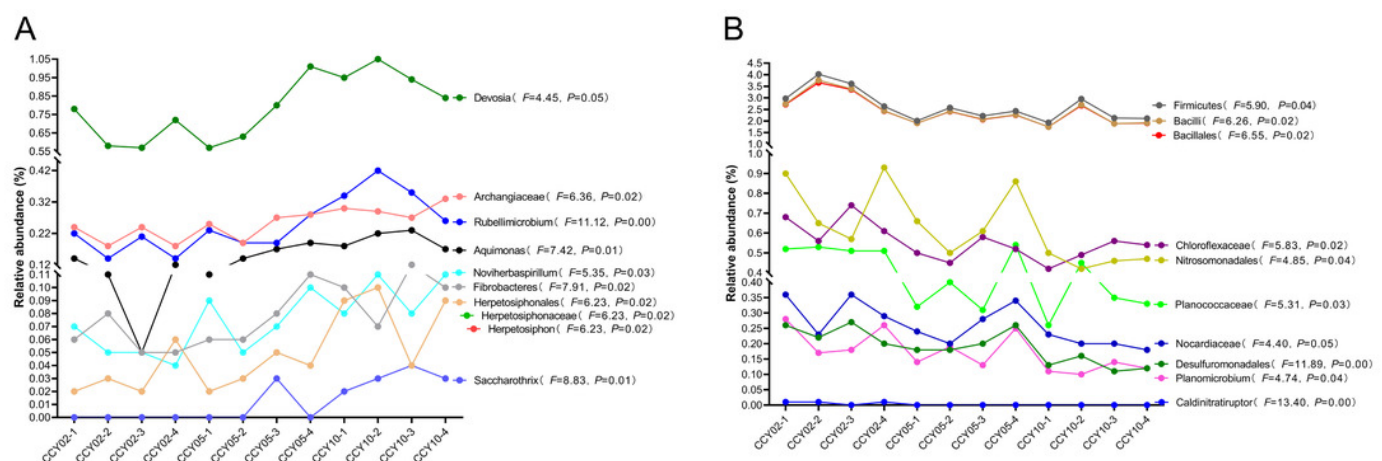 A
Relative abundance (%)
1.05
0.95
0.85
0.75
0.65
0.55
0.42
0.32
0.22
0.12
0.11
0.10
0.09
0.08
0.07
0.06
0.05
0.04
0.03
0.02
0.01
0.00
Devosia( F=4.45, P=0.05)
Archangiaceae( F=6.36, P=0.02)
Rubellimicrobium( F=11.12, P=0.00)
Aquimonas( F=7.42, P=0.01)
Noviherbaspirillum( F=5.35, P=0.03)
Fibrobacteres( F=7.91, P=0.02)
Herpetosiphonales( F=6.23, P=0.02)
Herpetosiphonaceae( F=6.23, P=0.02)
Herpetosiphon( F=6.23, P=0.02)
Saccharothrix( F=8.83, P=0.01)
CCY02-1
CCY02-2
CCY02-3
CCY02-4
CCY05-1
CCY05-2
CCY05-3
CCY05-4
CCY10-1
CCY10-2
CCY10-3
CCY10-4
B
Relative abundance (%)
4.5
4.0
3.5
3.0
2.5
2.0
1.5
1.0
1.0
0.9
0.8
0.7
0.6
0.5
0.4
0.40
0.35
0.30
0.25
0.20
0.15
0.10
0.05
0.00
Firmicutes( F=5.90, P=0.04)
Bacilli( F=6.26, P=0.02)
Bacillales( F=6.55, P=0.02)
Chloroflexaceae( F=5.83, P=0.02)
Nitrosomonadales( F=4.85, P=0.04)
Planococcaceae( F=5.31, P=0.03)
Nocardiaceae( F=4.40, P=0.05)
Desulfuromonadales( F=11.89, P=0.00)
Planomicrobium( F=4.74, P=0.04)
Caldinitratiruptor( F=13.40, P=0.00)
CCY02-1
CCY02-2
CCY02-3
CCY02-4
CCY05-1
CCY05-2
CCY05-3
CCY05-4
CCY10-1
CCY10-2
CCY10-3
CCY10-4